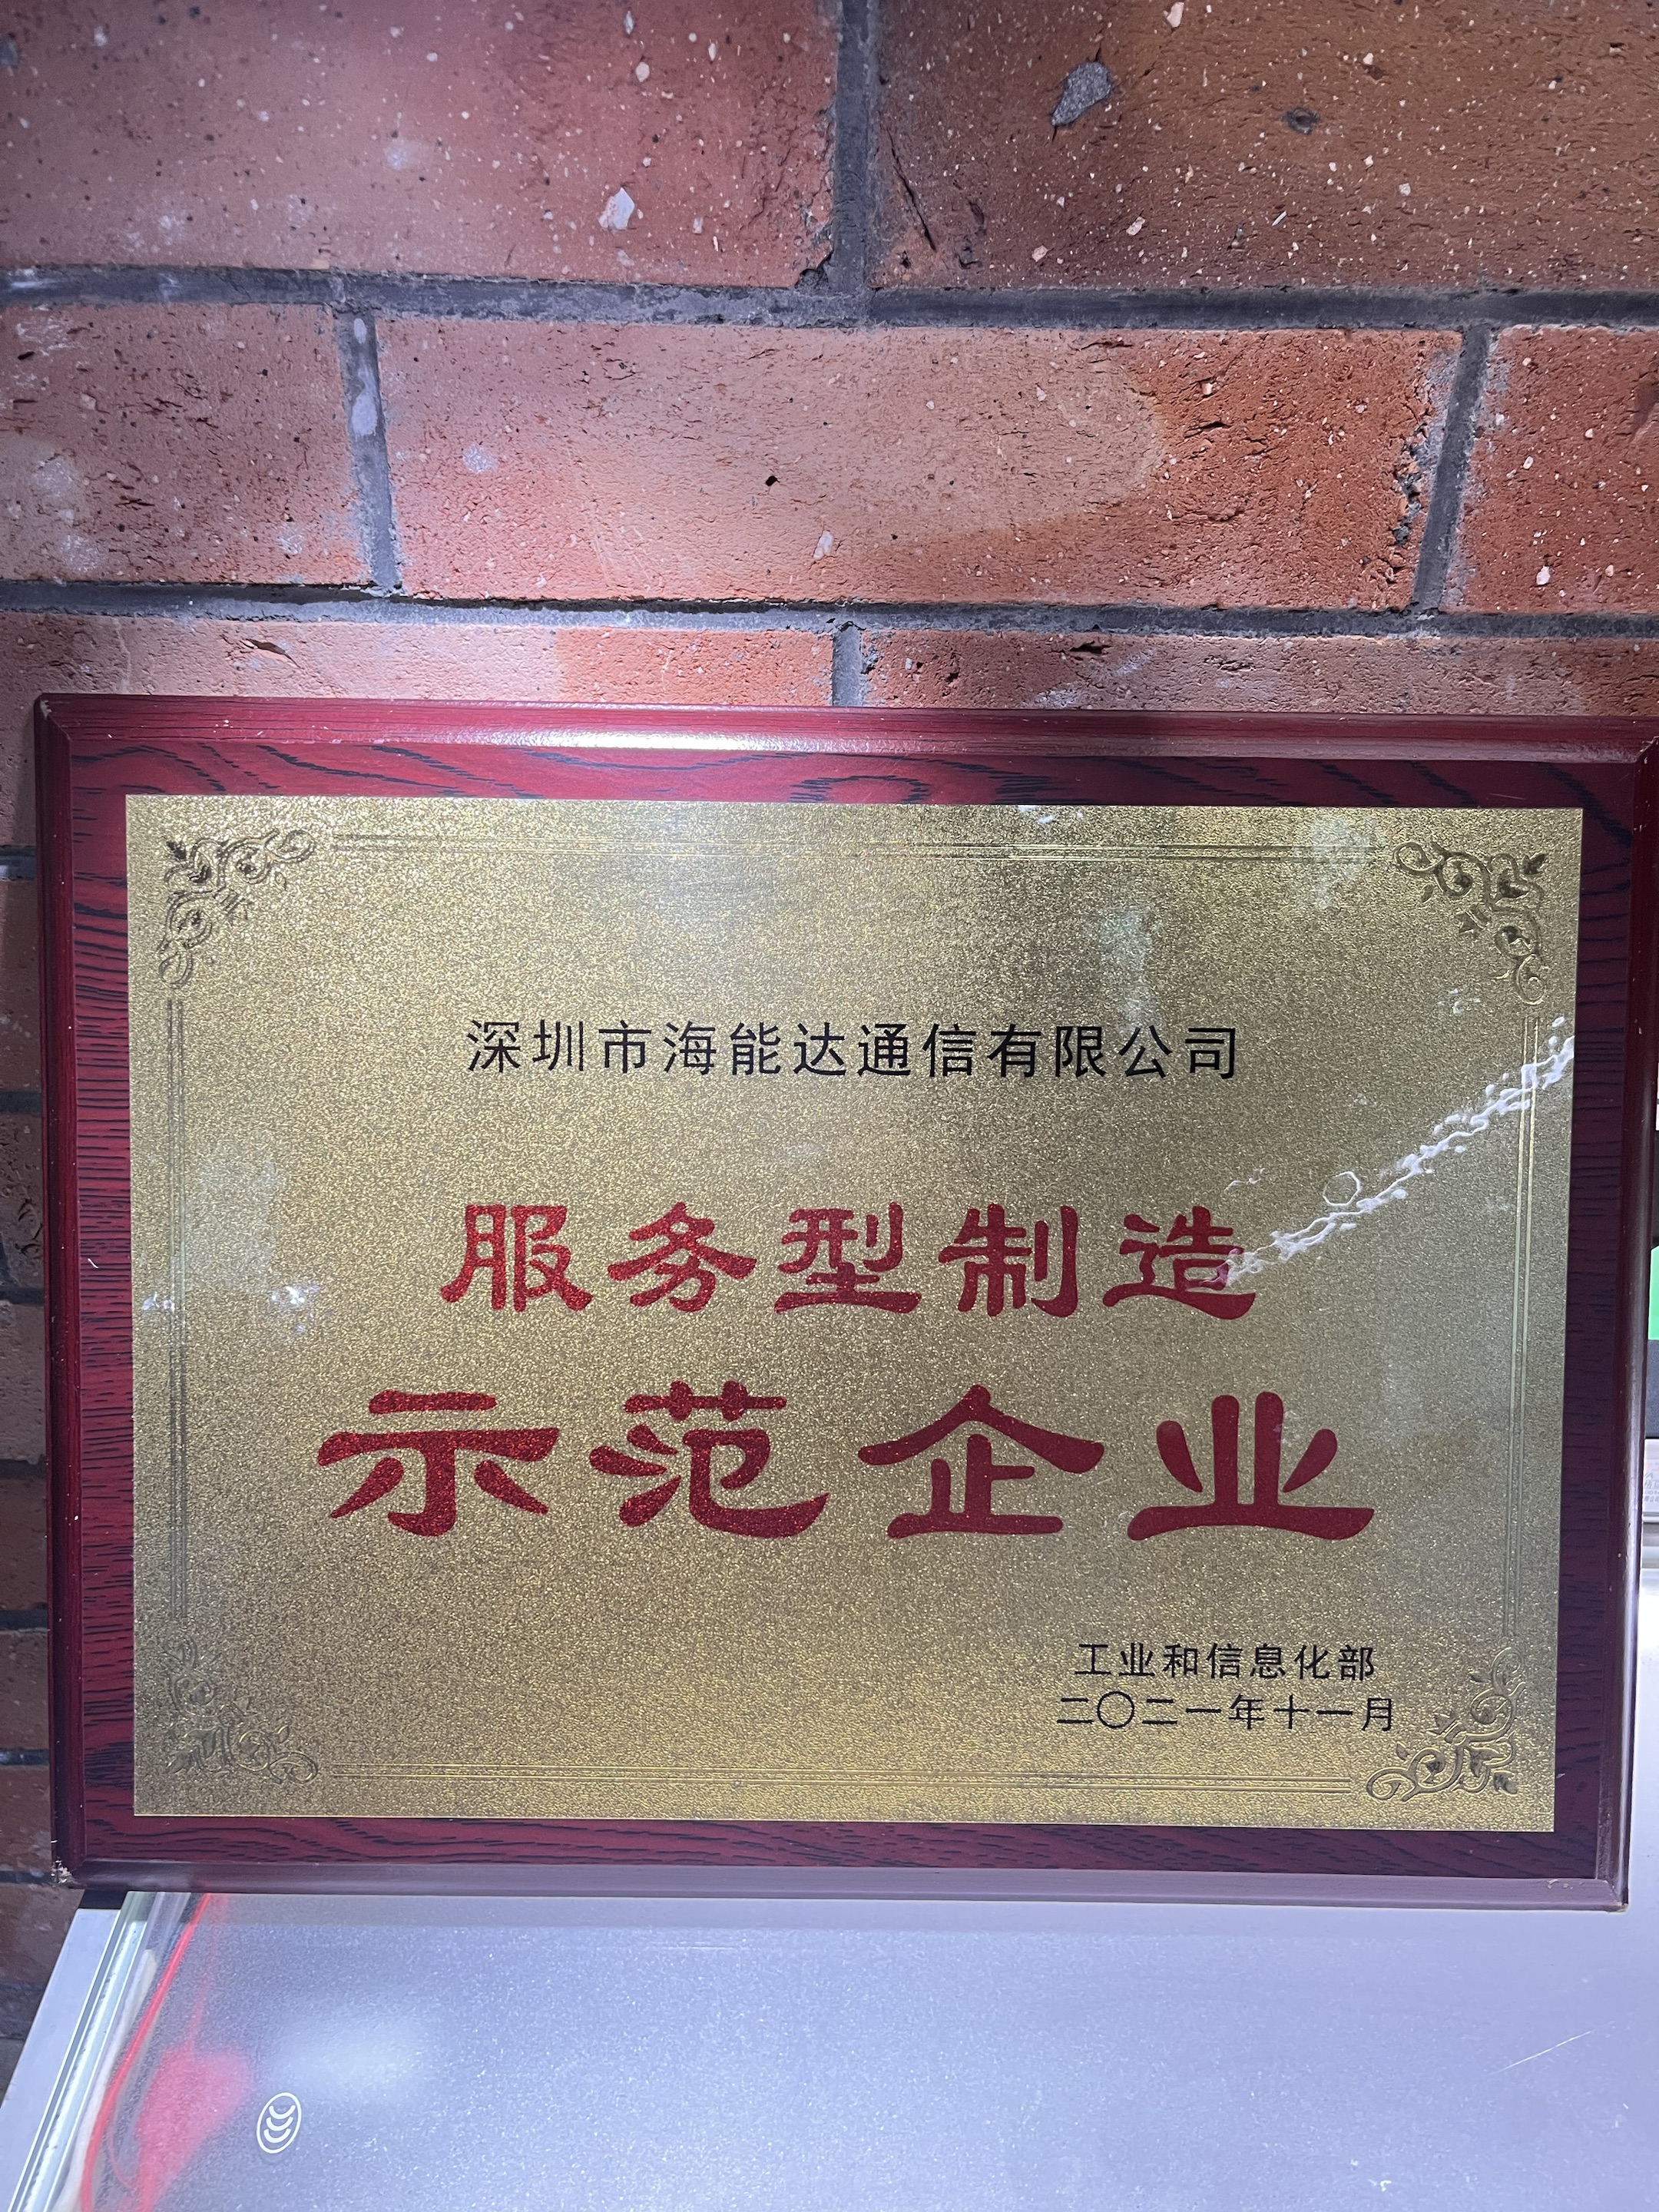 深圳市海能达通信有限公司
服务型制造
示范企业
工业和信息化部
二〇二一年十一月